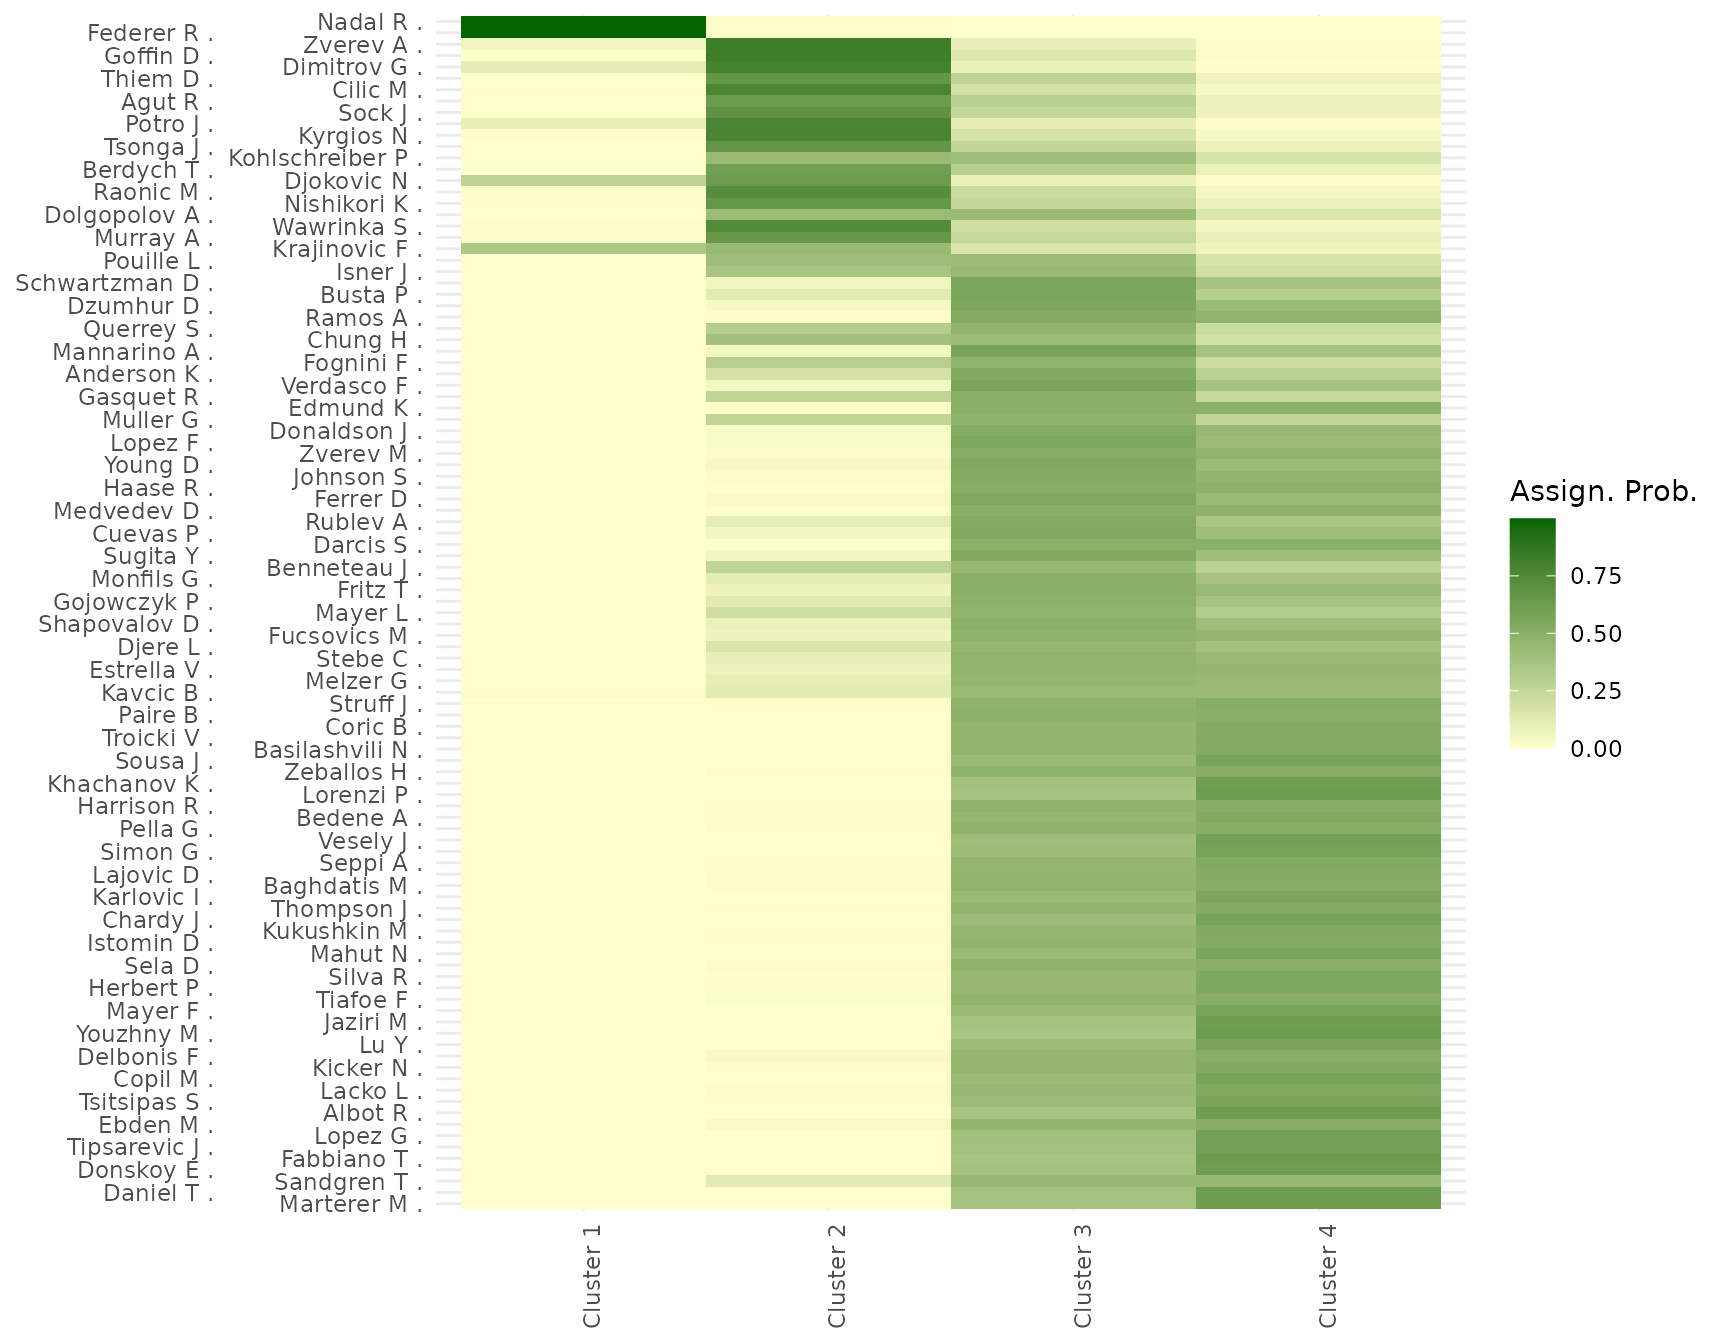 Nadal R .
Federer R .
Zverev A .
Goffin D .
Dimitrov G .
Thiem D .
Cilic M .
Agut R .
Sock J .
Potro J .
Kyrgios N .
Tsonga J .
Kohlschreiber P .
Berdych T .
Djokovic N .
Raonic M .
Nishikori K .
Dolgopolov A .
Wawrinka S .
Murray A .
Krajinovic F .
Pouille L .
Isner J .
Schwartzman D .
Busta P .
Dzumhur D .
Ramos A .
Querrey S .
Chung H .
Mannarino A .
Fognini F .
Anderson K .
Verdasco F .
Gasquet R .
Edmund K .
Muller G .
Donaldson J .
Lopez F .
Zverev M .
Young D .
Johnson S .
Haase R .
Ferrer D .
Medvedev D .
Rublev A .
Cuevas P .
Darcis S .
Sugita Y .
Benneteau J .
Monfils G .
Fritz T .
Gojowczyk P .
Mayer L .
Shapovalov D .
Fucsovics M .
Djere L .
Stebe C .
Estrella V .
Melzer G .
Kavcic B .
Struff J .
Paire B .
Coric B .
Troicki V .
Basilashvili N .
Sousa J .
Zeballos H .
Khachanov K .
Lorenzi P .
Harrison R .
Bedene A .
Pella G .
Vesely J .
Simon G .
Seppi A .
Lajovic D .
Baghdatis M .
Karlovic I .
Thompson J .
Chardy J .
Kukushkin M .
Istomin D .
Mahut N .
Sela D .
Silva R .
Herbert P .
Tiafoe F .
Mayer F .
Jaziri M .
Youzhny M .
Lu Y .
Delbonis F .
Kicker N .
Copil M .
Lacko L .
Tsitsipas S .
Albot R .
Ebden M .
Lopez G .
Tipsarevic J .
Fabbiano T .
Donskoy E .
Sandgren T .
Daniel T .
Marterer M .
Cluster 1
Cluster 2
Cluster 3
Cluster 4
Assign. Prob.
0.75
0.50
0.25
0.00